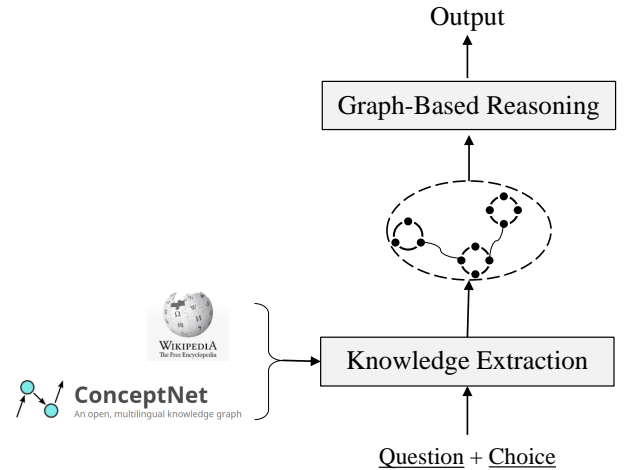 Output
Graph-Based Reasoning
WIKIPEDIA
The Free Encyclopedia
Knowledge Extraction
ConceptNet
An open, multilingual knowledge graph
Question + Choice